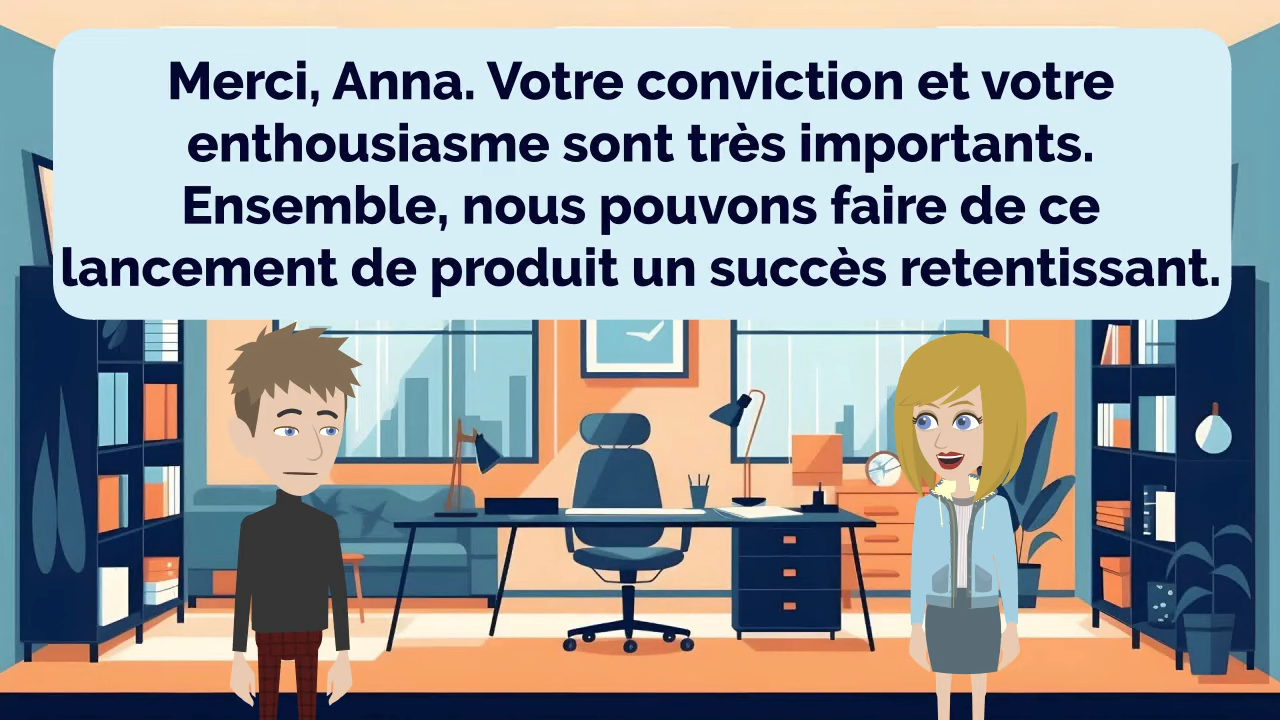 Merci, Anna. Votre conviction et votre
enthousiasme sont très importants.
Ensemble, nous pouvons faire de ce
lancement de produit un succès retentissant.